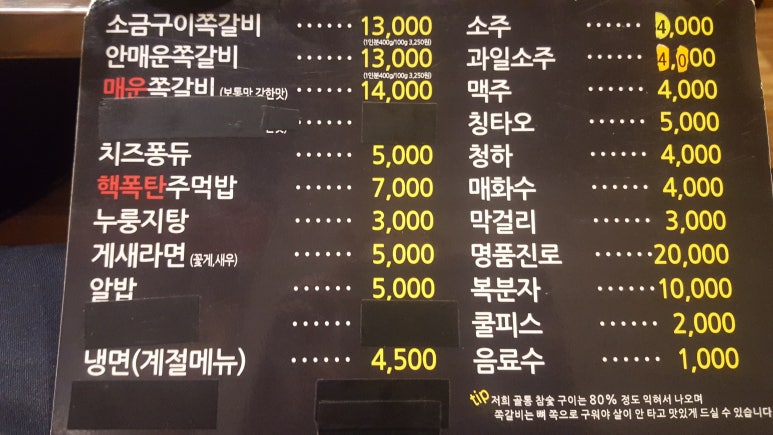 소금구이쪽갈비 ······ 13,000
(1인분400g/100g 3,250원)
안매운쪽갈비 ······ 13,000
(1인분400g/100g 3,250원)
매운쪽갈비 (보통맛,강한맛) ······ 14,000
······
치즈퐁듀 ······ 5,000
핵폭탄주먹밥 ······ 7,000
누룽지탕 ······ 3,000
게새라면 (꽃게,새우) ······ 5,000
알밥 ······ 5,000
······
냉면(계절메뉴) ······ 4,500
소주 ······ 4,000
과일소주 ······ 4,000
맥주 ······ 4,000
칭타오 ······ 5,000
청하 ······ 4,000
매화수 ······ 4,000
막걸리 ······ 3,000
명품진로 ······ 20,000
복분자 ······ 10,000
쿨피스 ······ 2,000
음료수 ······ 1,000
tip 저희 골통 참숯 구이는 80% 정도 익혀서 나오며
쪽갈비는 뼈 쪽으로 구워야 살이 안 타고 맛있게 드실 수 있습니다